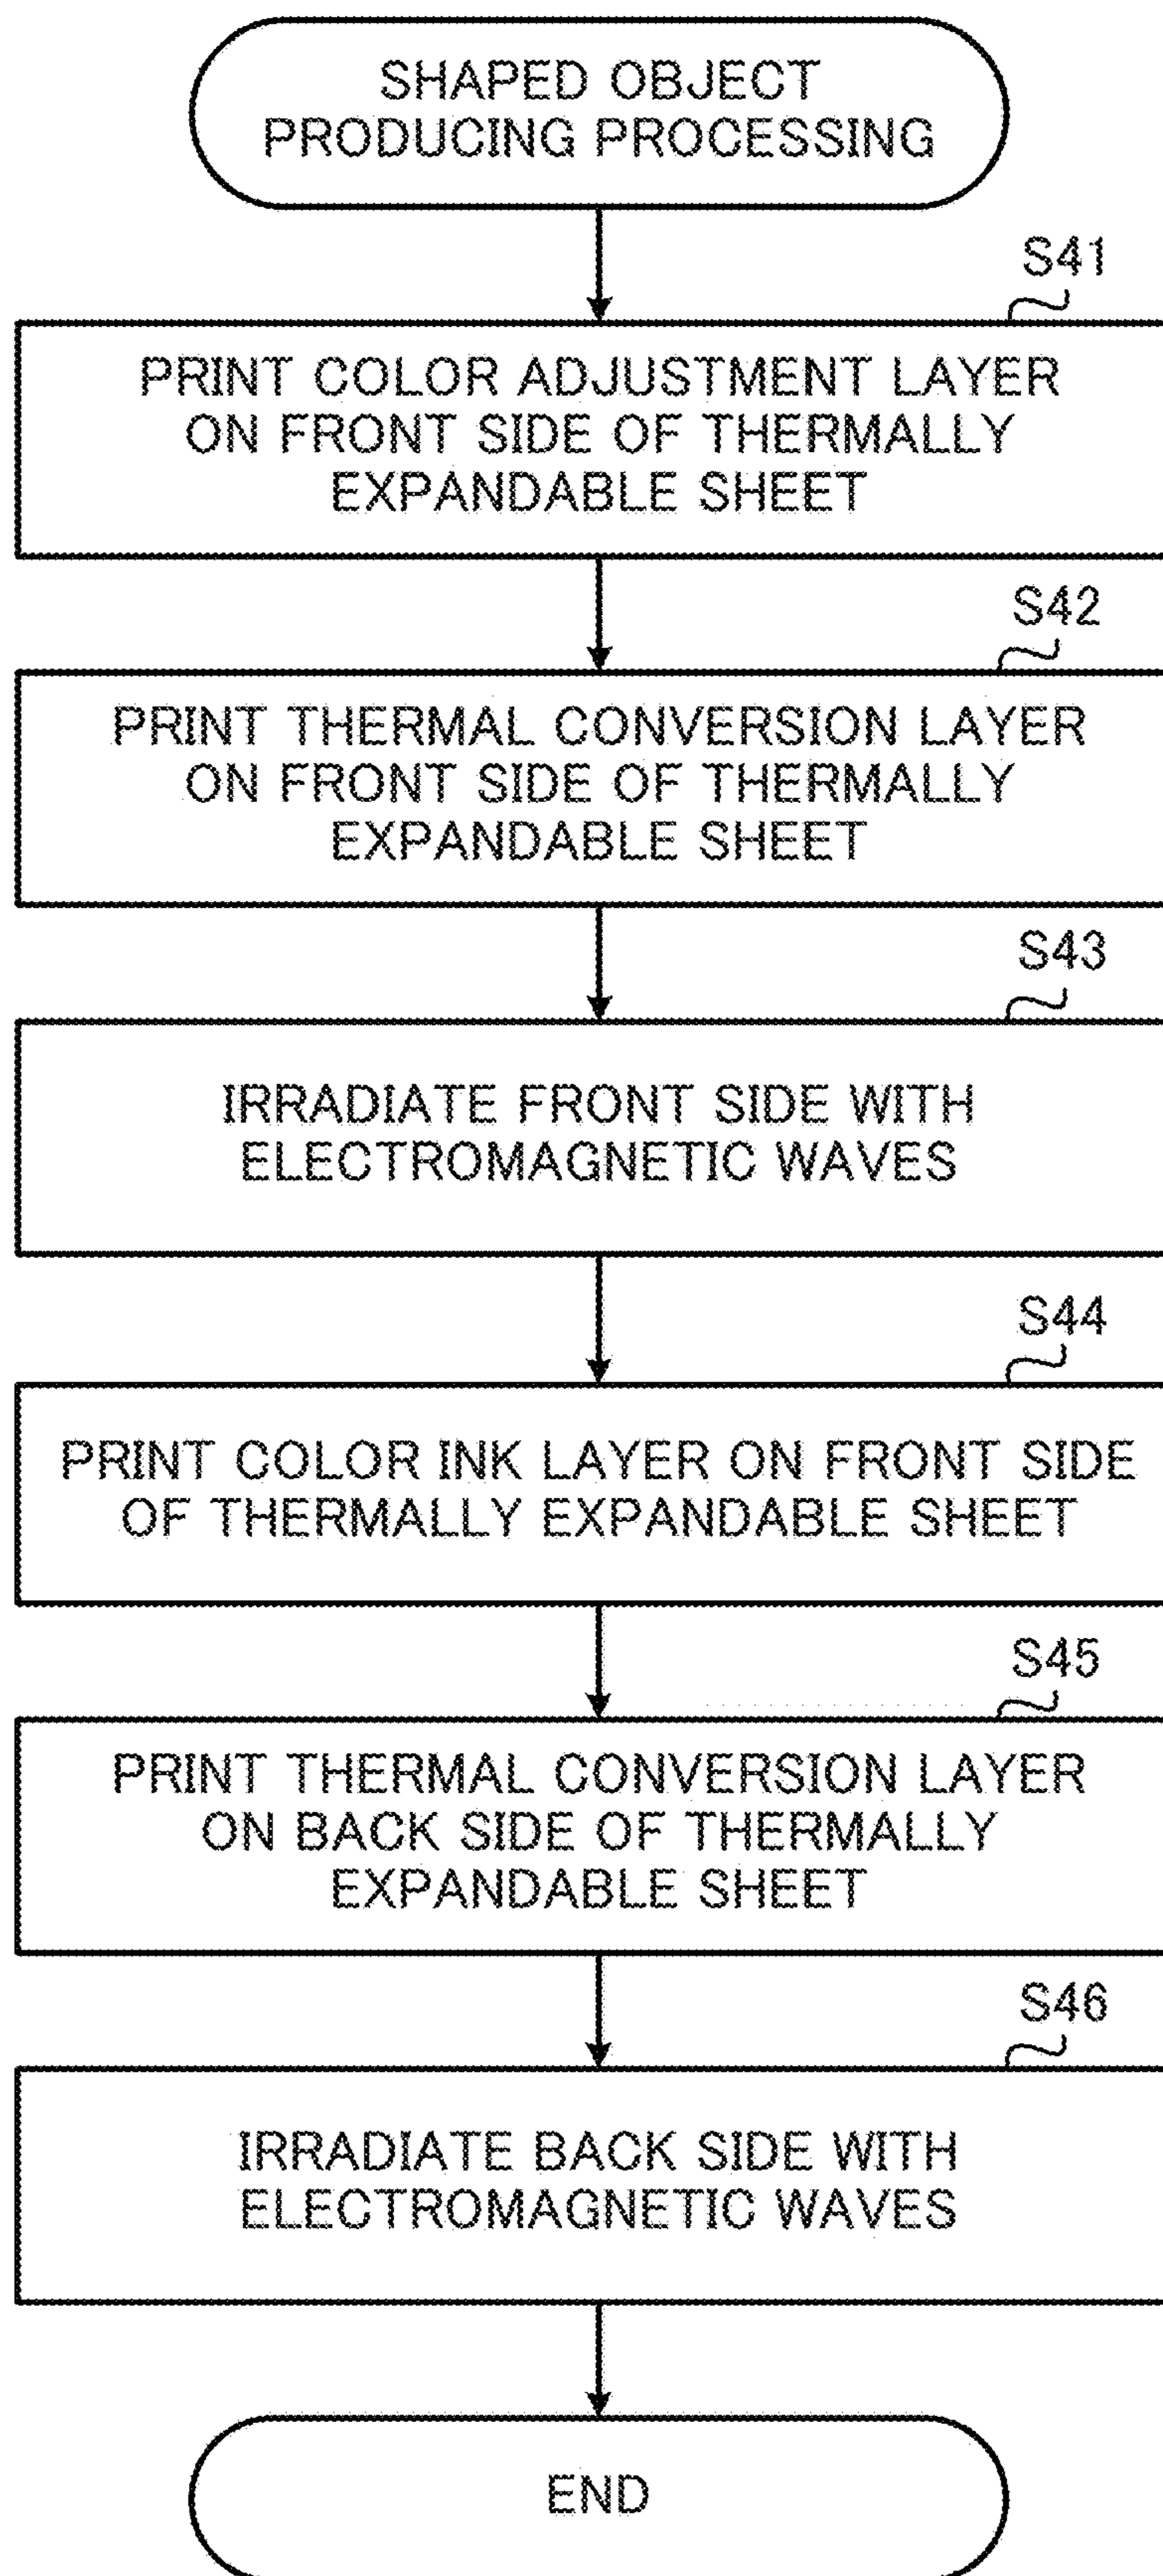 SHAPED OBJECT
PRODUCING PROCESSING
S41
PRINT COLOR ADJUSTMENT LAYER
ON FRONT SIDE OF THERMALLY
EXPANDABLE SHEET
S42
PRINT THERMAL CONVERSION LAYER
ON FRONT SIDE OF THERMALLY
EXPANDABLE SHEET
S43
IRRADIATE FRONT SIDE WITH
ELECTROMAGNETIC WAVES
S44
PRINT COLOR INK LAYER ON FRONT SIDE
OF THERMALLY EXPANDABLE SHEET
S45
PRINT THERMAL CONVERSION LAYER
ON BACK SIDE OF THERMALLY
EXPANDABLE SHEET
S46
IRRADIATE BACK SIDE WITH
ELECTROMAGNETIC WAVES
END